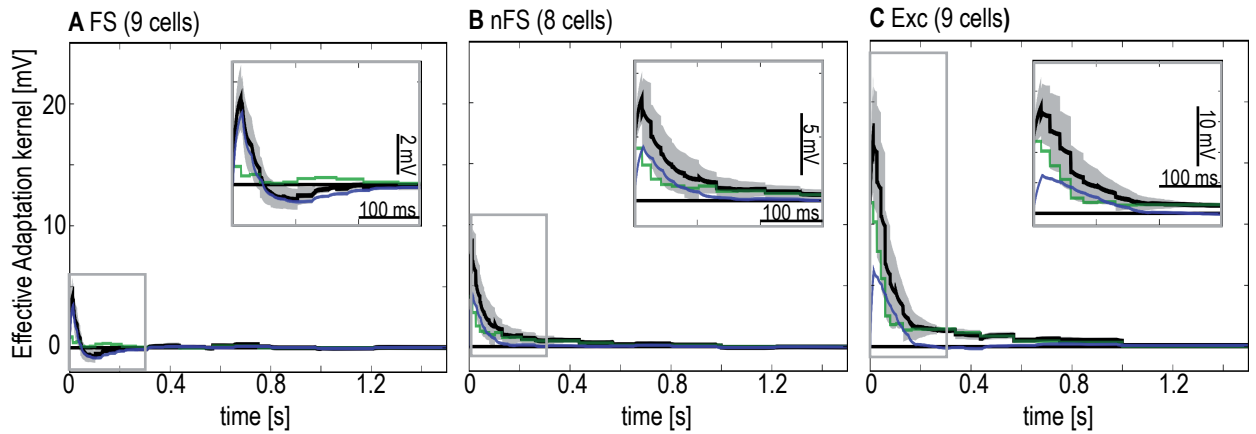 A FS (9 cells)
B nFS (8 cells)
C Exc (9 cells)
Effective Adaptation kernel [mV]
20
10
0
2 mV
100 ms
5 mV
100 ms
10 mV
100 ms
0 0.4 0.8 1.2
0 0.4 0.8 1.2
0 0.4 0.8 1.2
time [s]
time [s]
time [s]